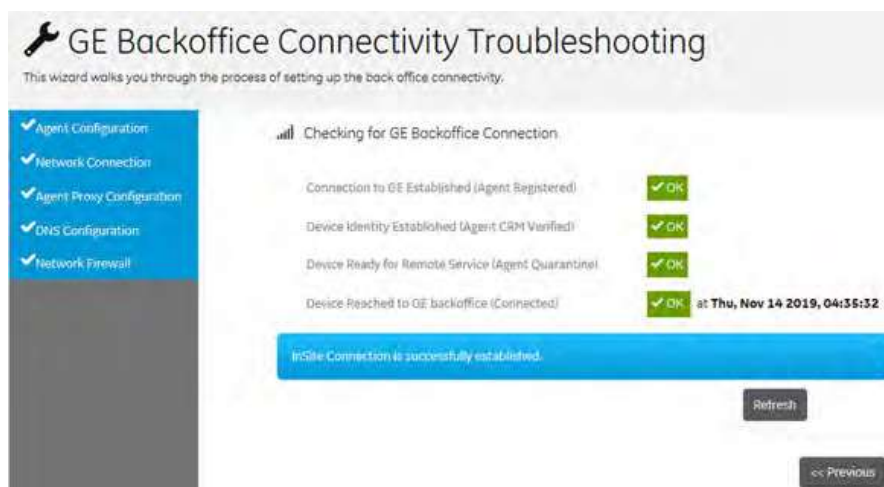 GE Backoffice Connectivity Troubleshooting
This wizard walks you through the process of setting up the back office connectivity.
Agent Configuration
Network Connection
Agent Proxy Configuration
DNS Configuration
Network Firewall
Checking for GE Backoffice Connection
Connection to GE Established (Agent Registered) OK
Device Identity Established (Agent CRM Verified) OK
Device Ready for Remote Service (Agent Quarantine) OK
Device Reached to GE backoffice (Connected) OK at Thu, Nov 14 2019, 04:35:32
InSite Connection is successfully established.
Refresh
<< Previous